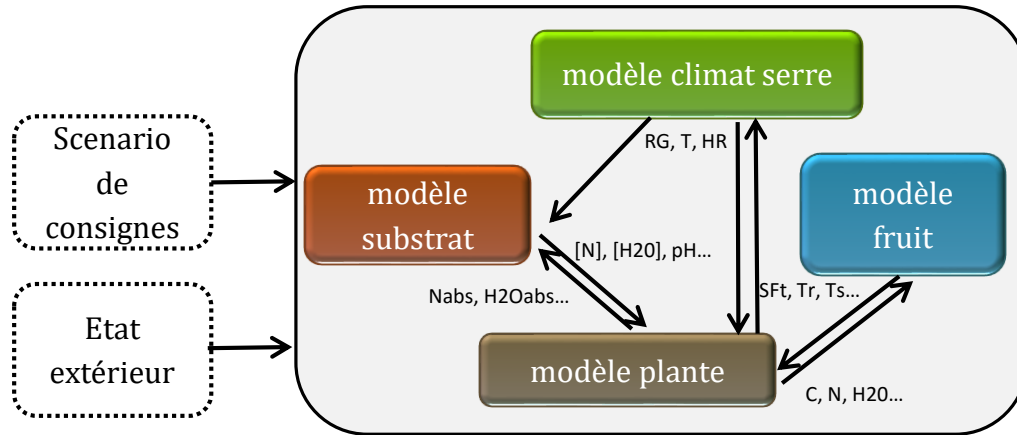 modèle climat serre
Scenario
de
consignes
RG, T, HR
modèle
substrat
modèle
fruit
[N], [H20], pH...
Nabs, H2Oabs...
SFt, Tr, Ts...
Etat
extérieur
modèle plante
C, N, H20...